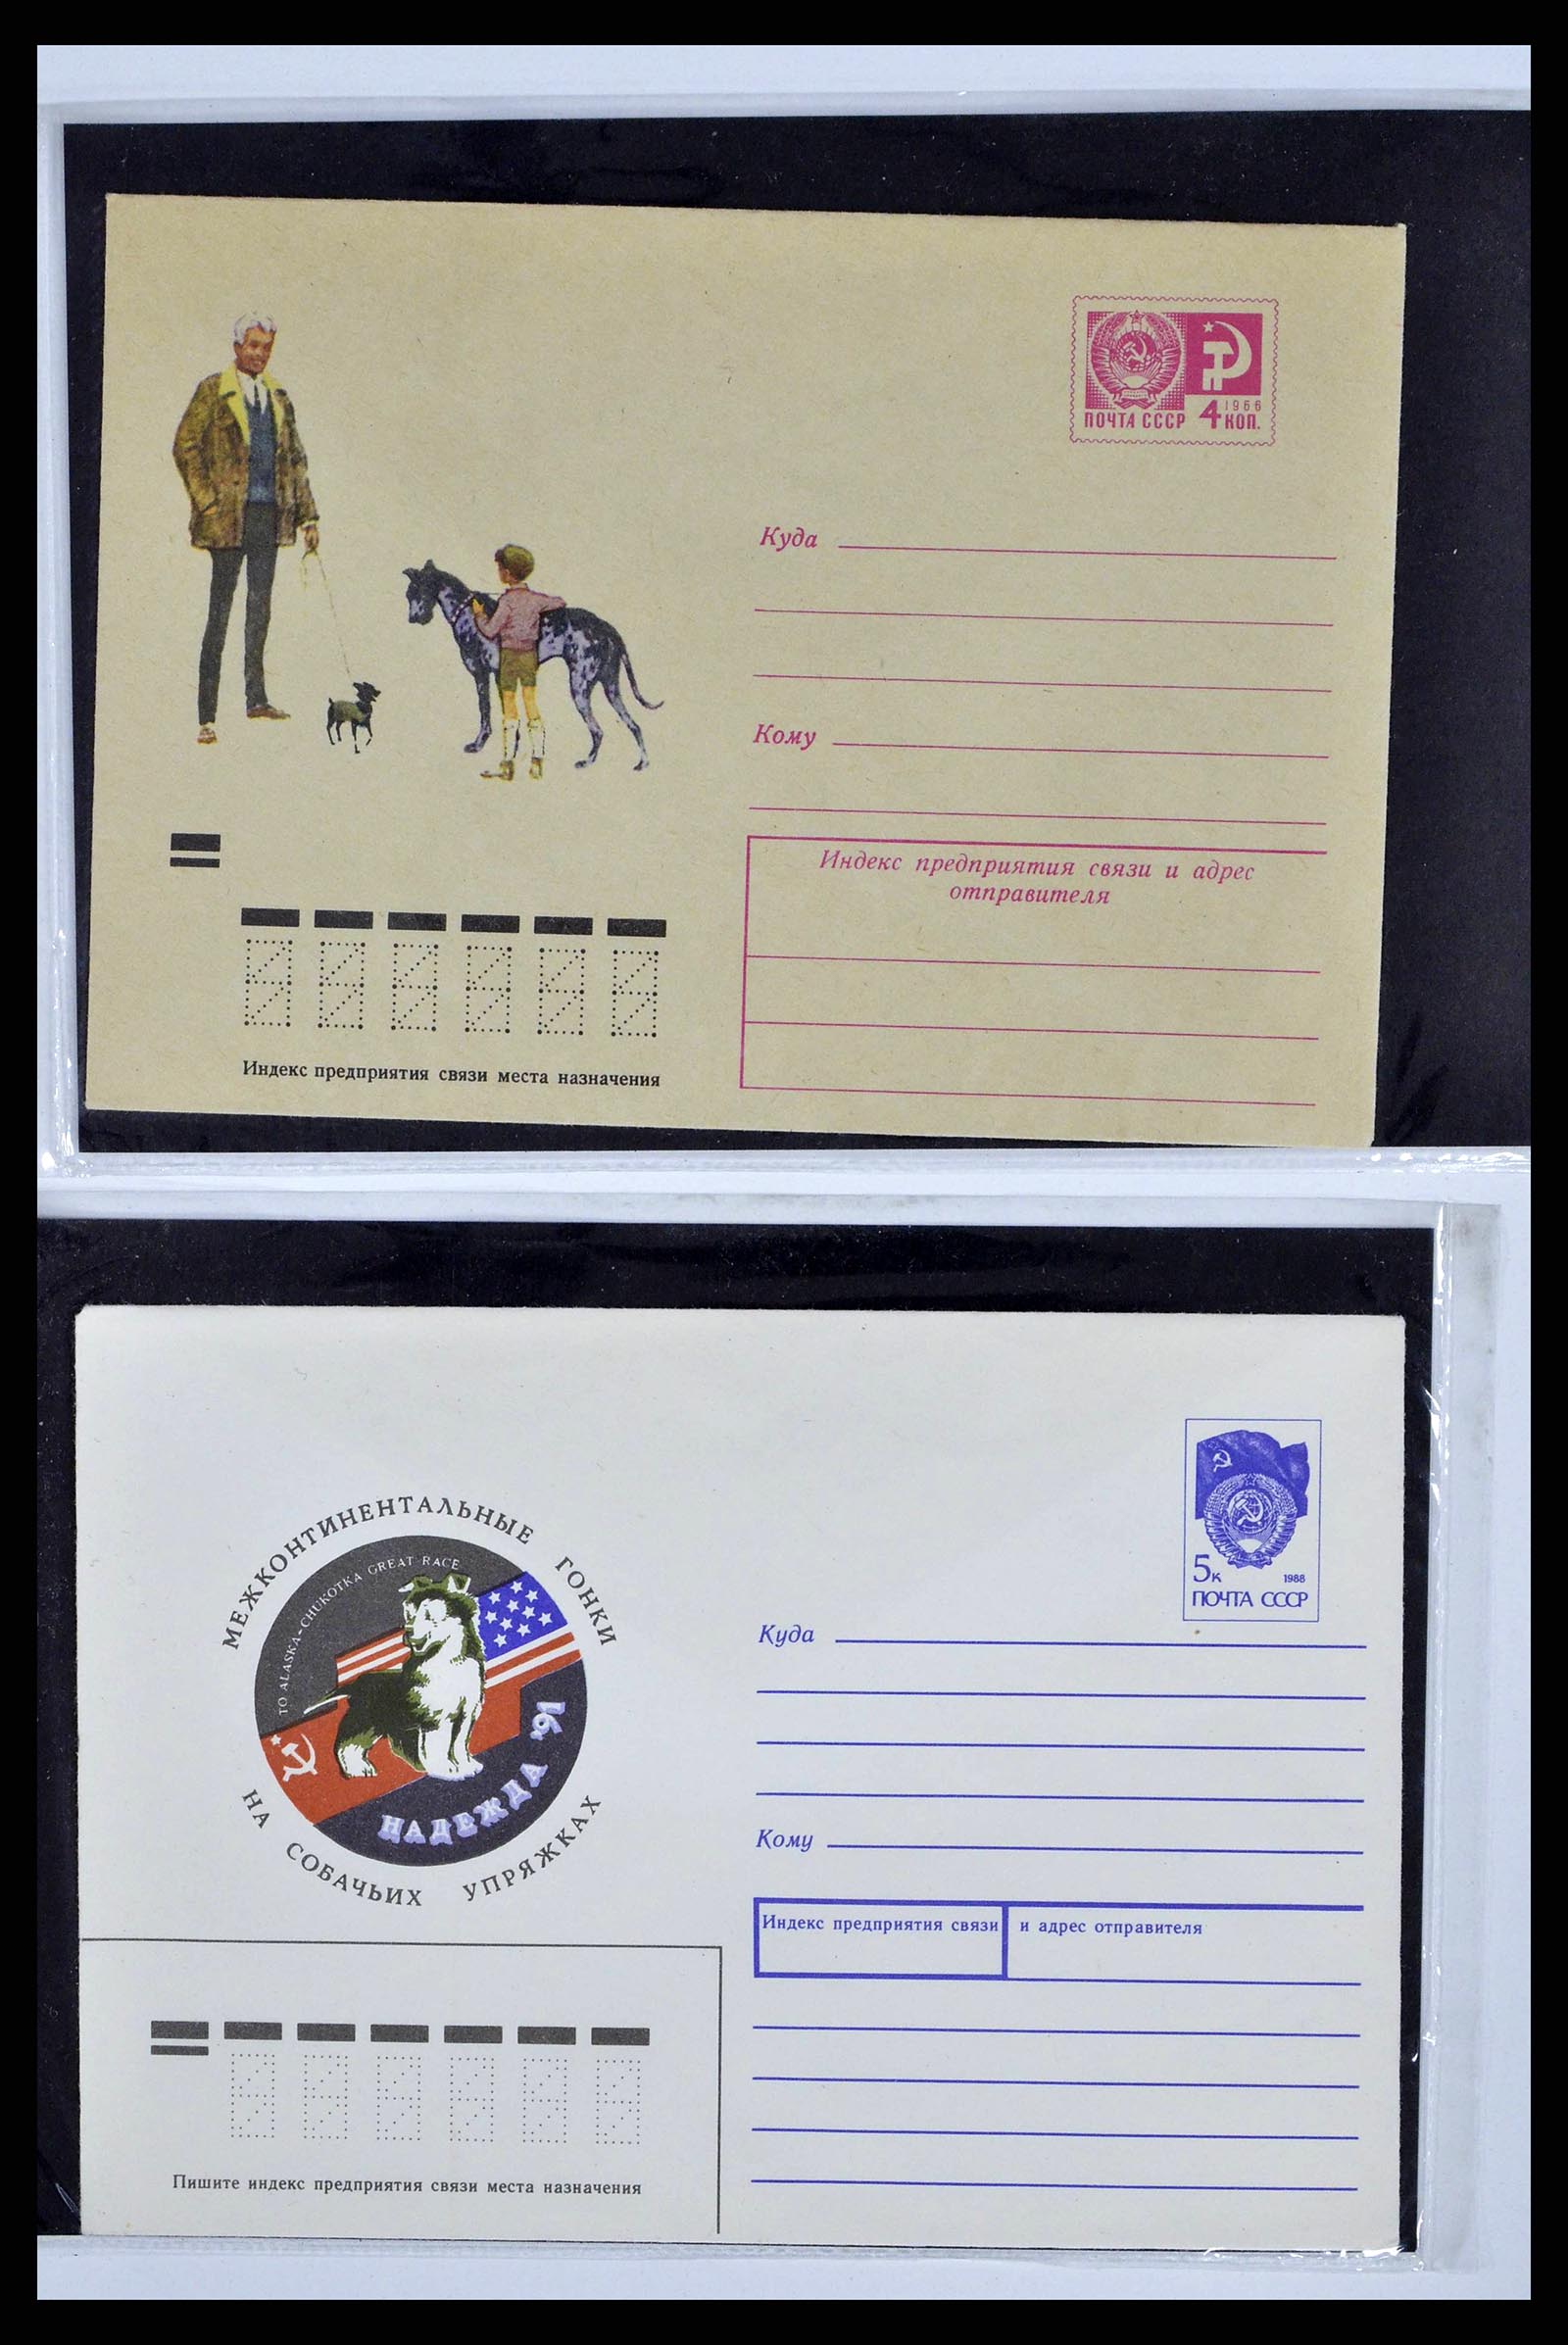 ПОЧТА СССР 4 1966 КОП.
Куда
Кому
Индекс предприятия связи и адрес
отправителя
Индекс предприятия связи места назначения
5к
1988
ПОЧТА СССР
МЕЖКОНТИНЕНТАЛЬНЫЕ ГОНКИ
TO ALASKA-CHUKOTKA GREAT RACE
НАДЕЖДА '91
НА СОБАЧЬИХ УПРЯЖКАХ
Куда
Кому
Индекс предприятия связи и адрес отправителя
Пишите индекс предприятия связи места назначения